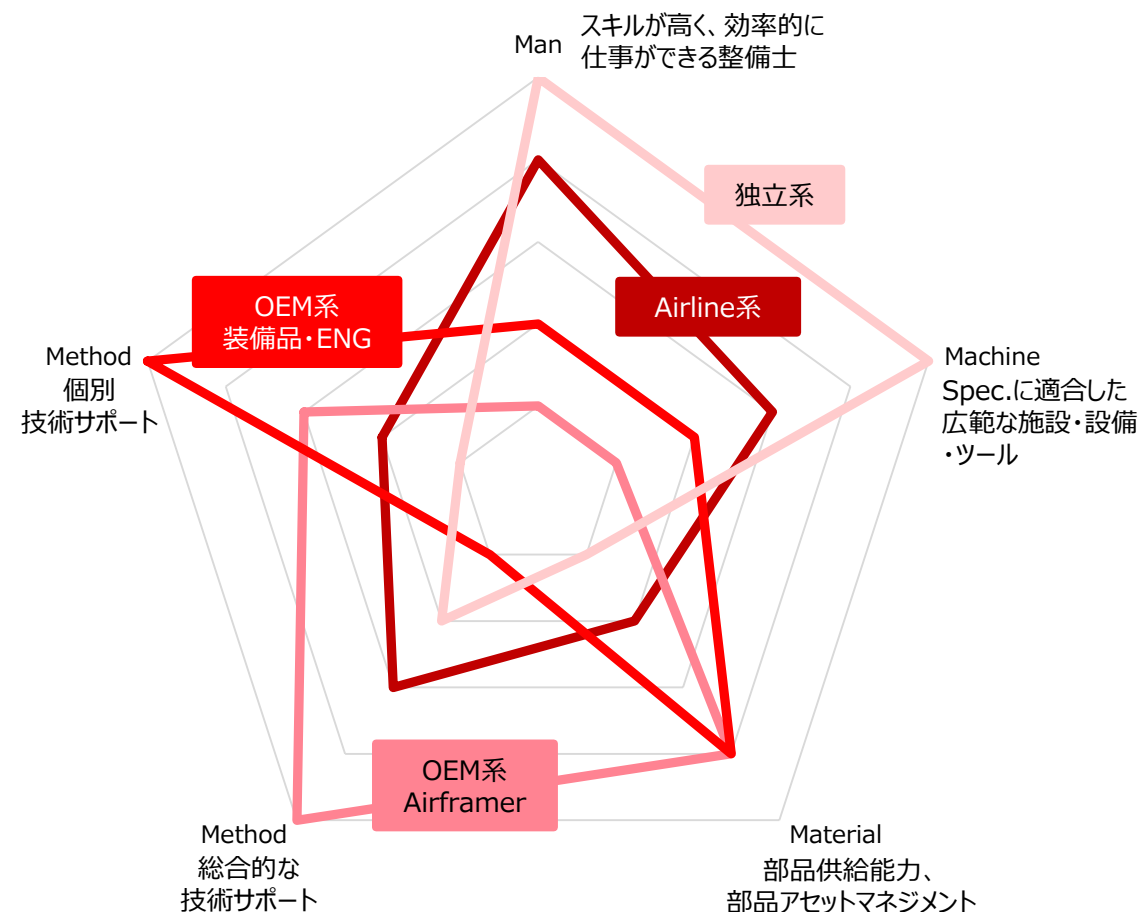 Man
スキルが高く、効率的に
仕事ができる整備士
独立系
OEM系
装備品・ENG
Airline系
Method
個別
技術サポート
Machine
Spec.に適合した
広範な施設・設備
・ツール
OEM系
Airframer
Method
総合的な
技術サポート
Material
部品供給能力、
部品アセットマネジメント